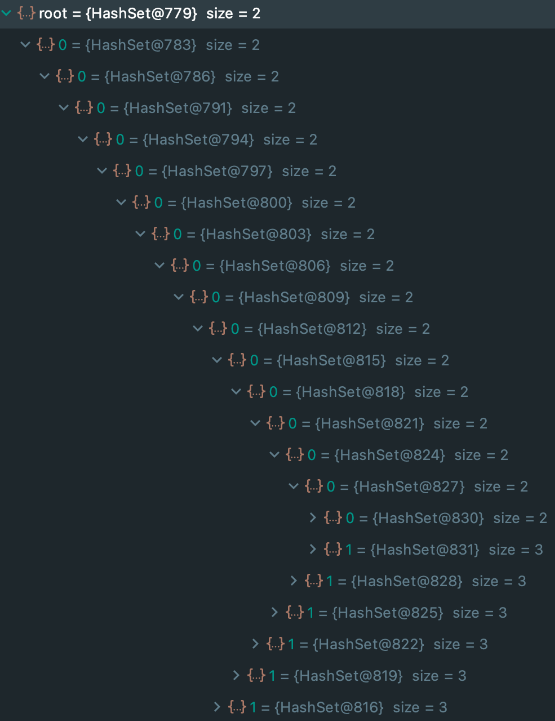 {...} root = {HashSet@779} size = 2
{...} 0 = {HashSet@783} size = 2
{...} 0 = {HashSet@786} size = 2
{...} 0 = {HashSet@791} size = 2
{...} 0 = {HashSet@794} size = 2
{...} 0 = {HashSet@797} size = 2
{...} 0 = {HashSet@800} size = 2
{...} 0 = {HashSet@803} size = 2
{...} 0 = {HashSet@806} size = 2
{...} 0 = {HashSet@809} size = 2
{...} 0 = {HashSet@812} size = 2
{...} 0 = {HashSet@815} size = 2
{...} 0 = {HashSet@818} size = 2
{...} 0 = {HashSet@821} size = 2
{...} 0 = {HashSet@824} size = 2
{...} 0 = {HashSet@827} size = 2
{...} 0 = {HashSet@830} size = 2
{...} 1 = {HashSet@831} size = 3
{...} 1 = {HashSet@828} size = 3
{...} 1 = {HashSet@825} size = 3
{...} 1 = {HashSet@822} size = 3
{...} 1 = {HashSet@819} size = 3
{...} 1 = {HashSet@816} size = 3